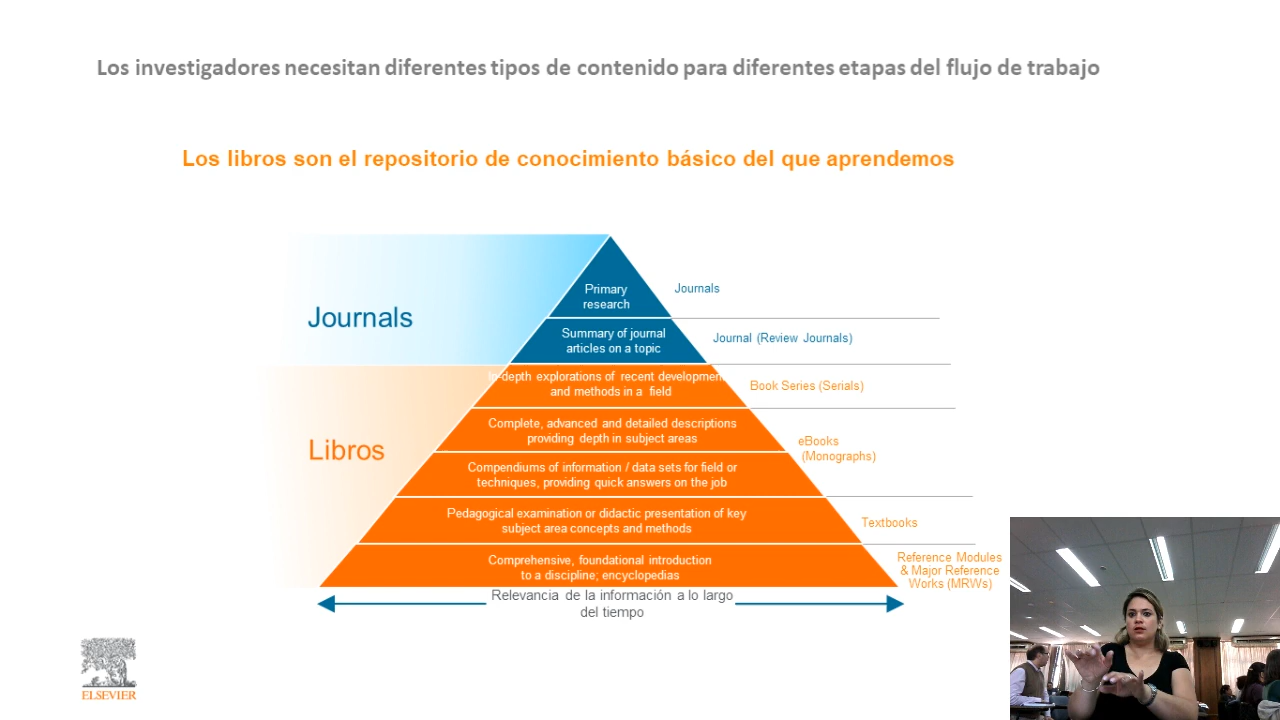 Los investigadores necesitan diferentes tipos de contenido para diferentes etapas del flujo de trabajo
Los libros son el repositorio de conocimiento básico del que aprendemos
Journals
Primary
research
Journals
Summary of journal
articles on a topic
Journal (Review Journals)
Libros
In-depth explorations of recent development
and methods in a field
Book Series (Serials)
Complete, advanced and detailed descriptions
providing depth in subject areas
eBooks
(Monographs)
Compendiums of information / data sets for field or
techniques, providing quick answers on the job
Pedagogical examination or didactic presentation of key
subject area concepts and methods
Textbooks
Comprehensive, foundational introduction
to a discipline; encyclopedias
Reference Modules
& Major Reference
Works (MRWs)
Relevancia de la información a lo largo
del tiempo
ELSEVIER